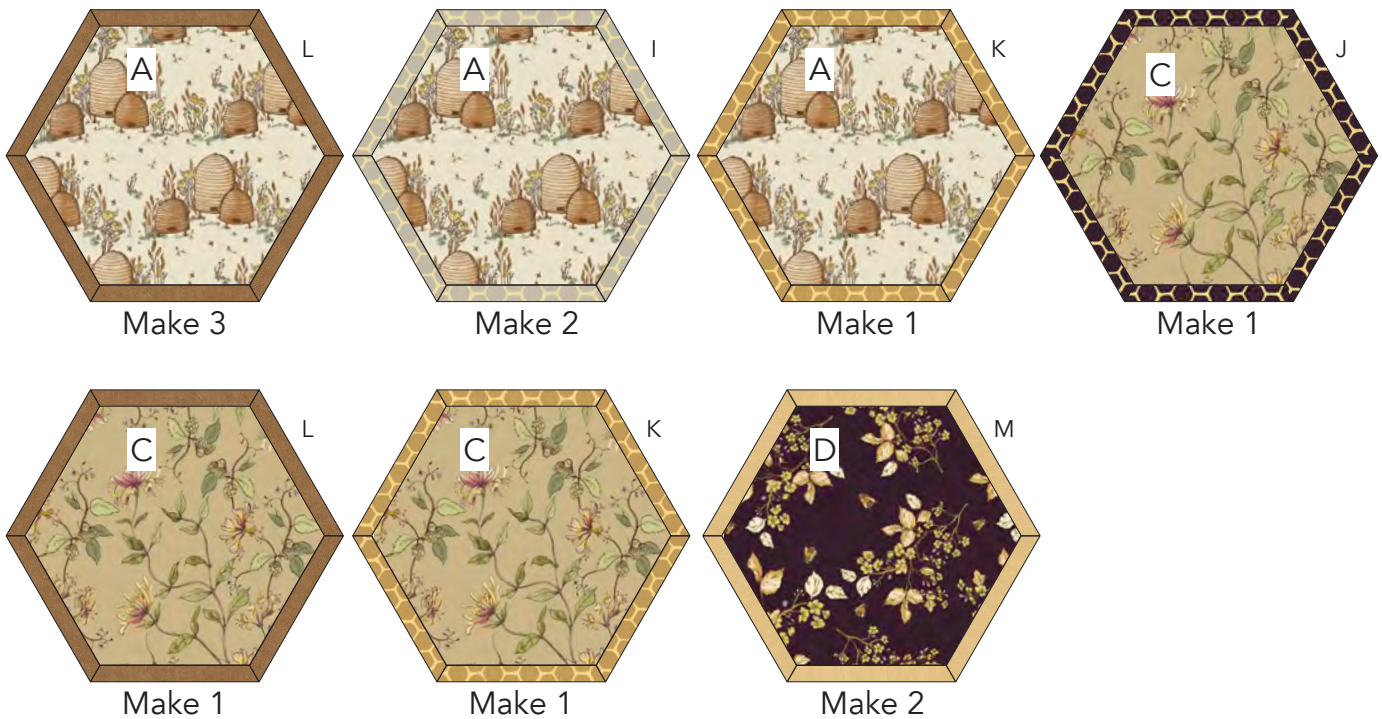 A L
A I
A K
C J
Make 3
Make 2
Make 1
Make 1
C L
C K
D M
Make 1
Make 1
Make 2